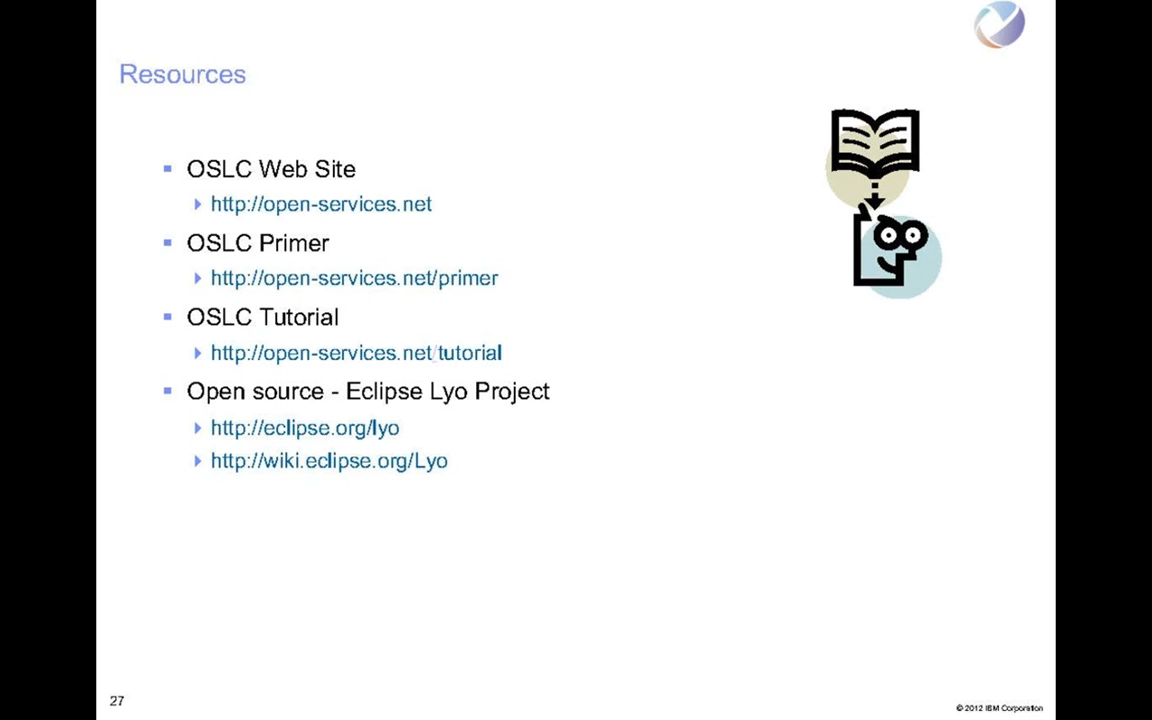 Resources
OSLC Web Site
http://open-services.net
OSLC Primer
http://open-services.net/primer
OSLC Tutorial
http://open-services.net/tutorial
Open source - Eclipse Lyo Project
http://eclipse.org/lyo
http://wiki.eclipse.org/Lyo
27
© 2012 IBM Corporation